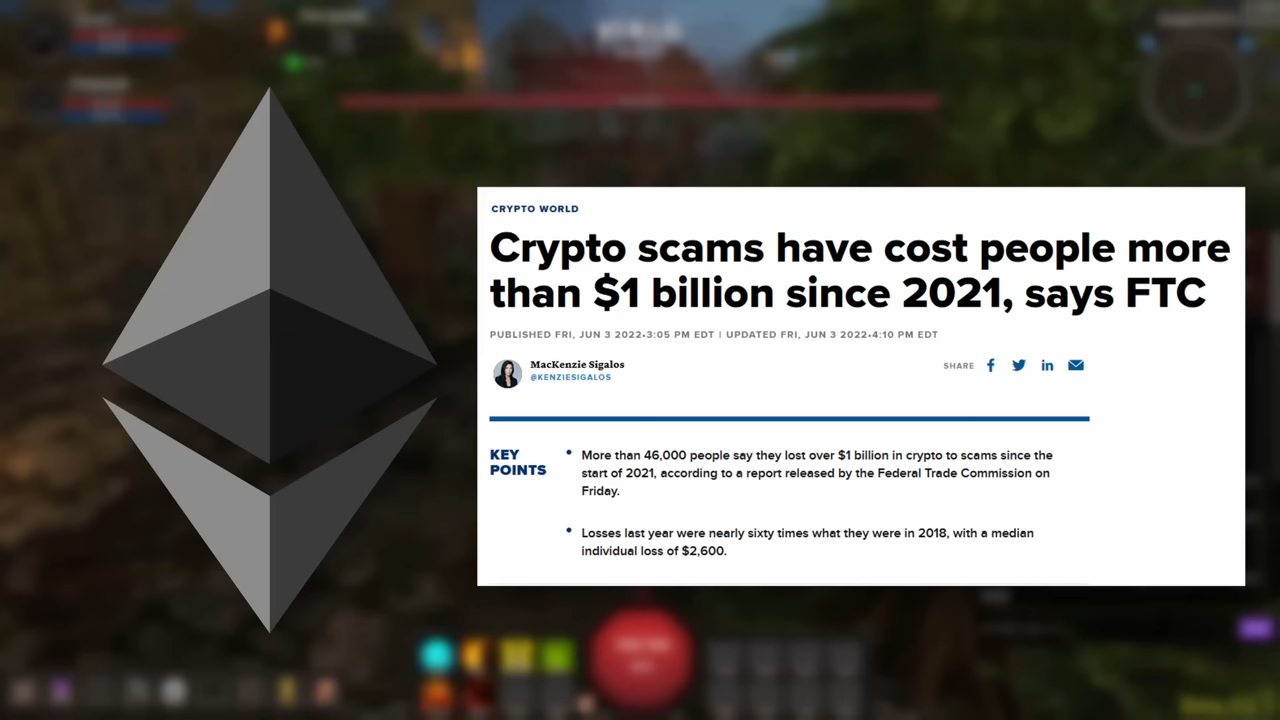 CRYPTO WORLD
Crypto scams have cost people more
than $1 billion since 2021, says FTC
PUBLISHED FRI, JUN 3 2022•3:05 PM EDT | UPDATED FRI, JUN 3 2022•4:10 PM EDT
MacKenzie Sigalos
@KENZIESIGALOS
SHARE
KEY
POINTS
• More than 46,000 people say they lost over $1 billion in crypto to scams since the
start of 2021, according to a report released by the Federal Trade Commission on
Friday.
• Losses last year were nearly sixty times what they were in 2018, with a median
individual loss of $2,600.